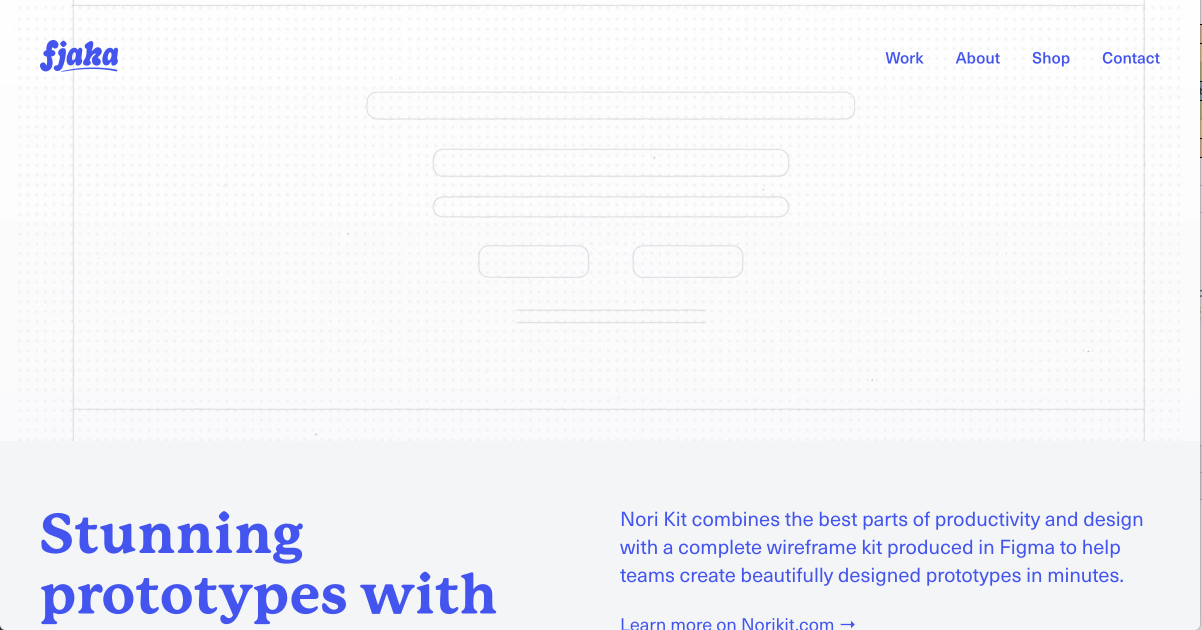 fjaka
Work
About
Shop
Contact
Stunning
prototypes with
Nori Kit combines the best parts of productivity and design
with a complete wireframe kit produced in Figma to help
teams create beautifully designed prototypes in minutes.
Learn more on Norikit.com →